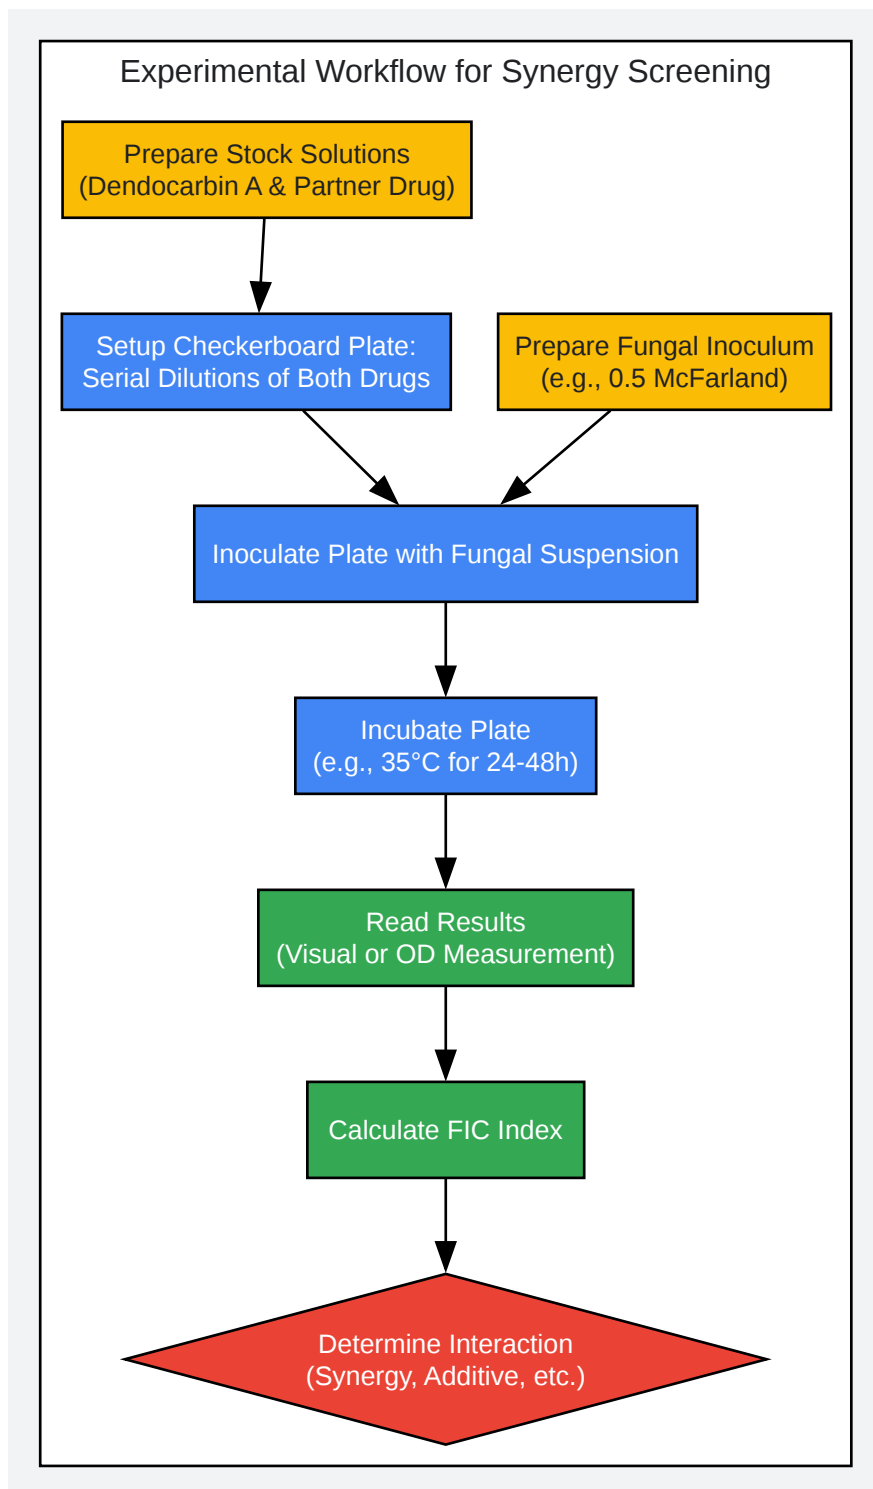 Experimental Workflow for Synergy Screening
Prepare Stock Solutions
(Dendocarbin A & Partner Drug)
Setup Checkerboard Plate:
Serial Dilutions of Both Drugs
Prepare Fungal Inoculum
(e.g., 0.5 McFarland)
Inoculate Plate with Fungal Suspension
Incubate Plate
(e.g., 35°C for 24-48h)
Read Results
(Visual or OD Measurement)
Calculate FIC Index
Determine Interaction
(Synergy, Additive, etc.)